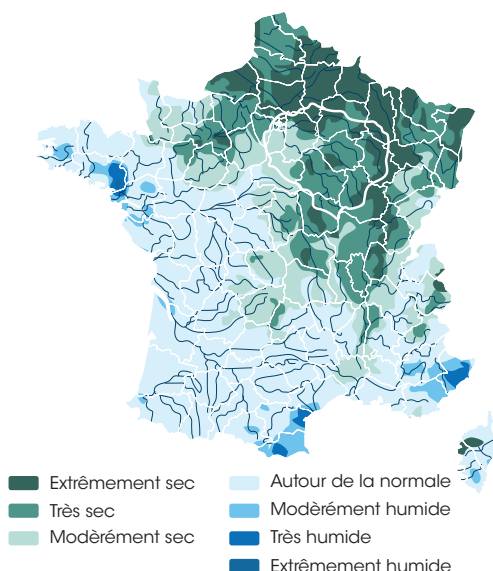 Extrêmement sec
Très sec
Modèrément sec
Autour de la normale
Modèrément humide
Très humide
Extrêmement humide